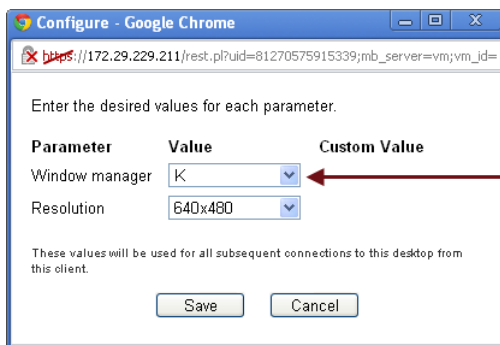 Configure - Google Chrome
https://172.29.229.211/rest.pl?uid=81270575915339;mb_server=vm;vm_id=
Enter the desired values for each parameter.
Parameter Value Custom Value
Window manager K
Resolution 640x480
These values will be used for all subsequent connections to this desktop from
this client.
Save Cancel